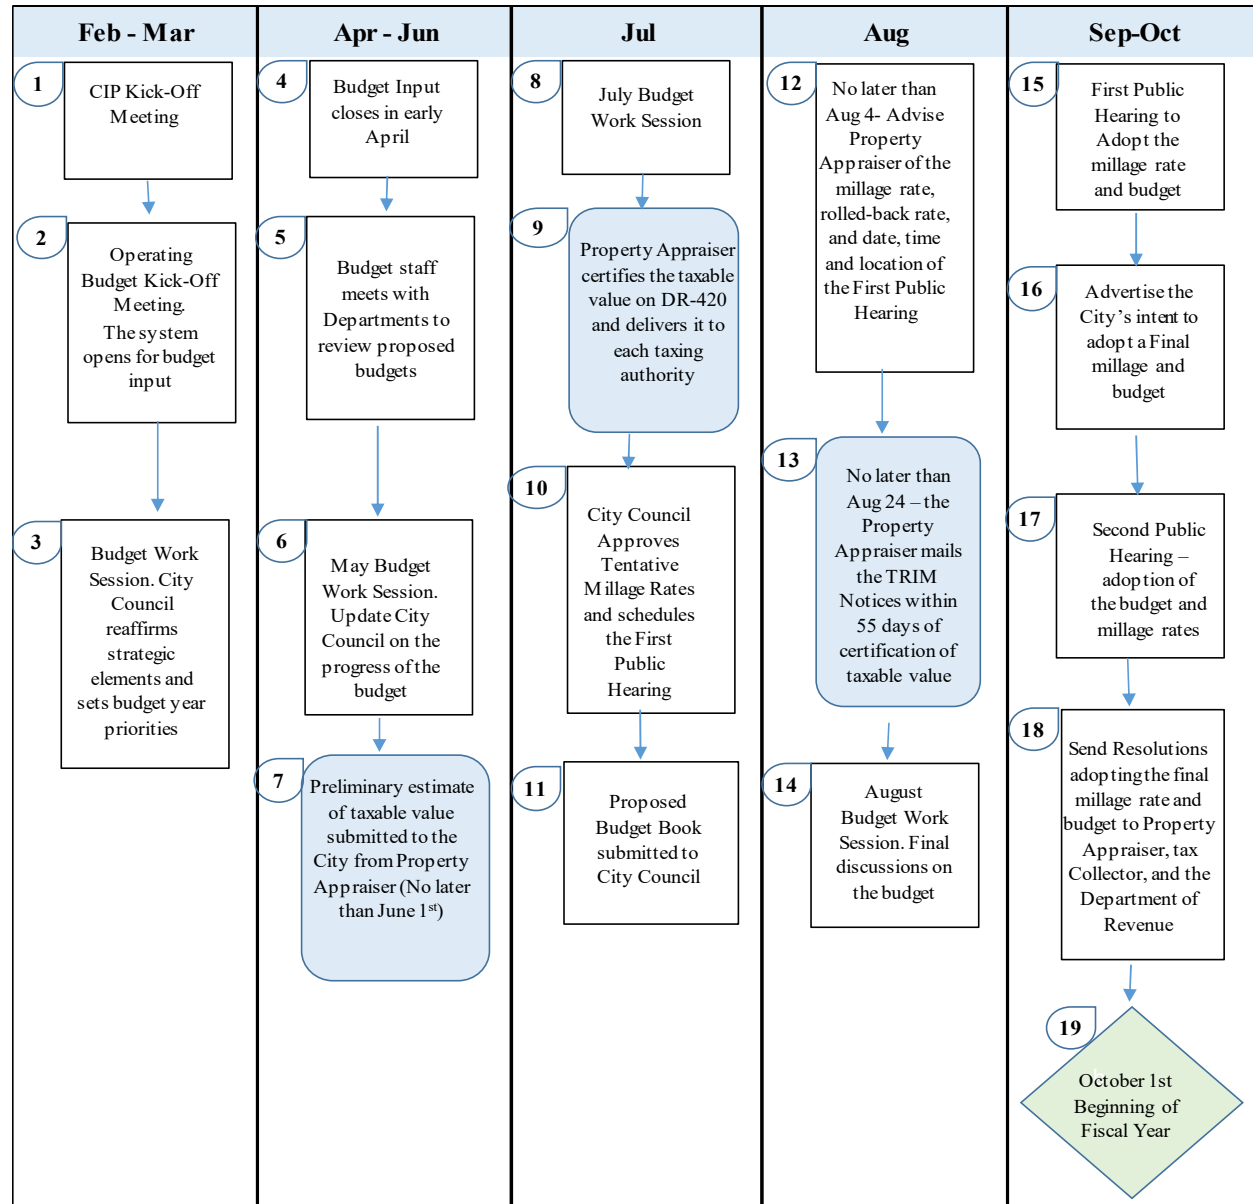 Feb - Mar
1
CIP Kick-Off
Meeting
2
Operating
Budget Kick-Off
Meeting.
The system
opens for budget
input
3
Budget Work
Session. City
Council
reaffirms
strategic
elements and
sets budget year
priorities
Apr - Jun
4
Budget Input
closes in early
April
5
Budget staff
meets with
Departments to
review proposed
budgets
6
May Budget
Work Session.
Update City
Council on the
progress of the
budget
7
Preliminary estimate
of taxable value
submitted to the
City from Property
Appraiser (No later
than June 1st)
Jul
8
July Budget
Work Session
9
Property Appraiser
certifies the taxable
value on DR-420
and delivers it to
each taxing
authority
10
City Council
Approves
Tentative
Millage Rates
and schedules
the First
Public
Hearing
11
Proposed
Budget Book
submitted to
City Council
Aug
12
No later than
Aug 4- Advise
Property
Appraiser of the
millage rate,
rolled-back rate,
and date, time
and location of
the First Public
Hearing
13
No later than
Aug 24 – the
Property
Appraiser mails
the TRIM
Notices within
55 days of
certification of
taxable value
14
August
Budget Work
Session. Final
discussions on
the budget
Sep-Oct
15
First Public
Hearing to
Adopt the
millage rate
and budget
16
Advertise the
City’s intent to
adopt a Final
millage and
budget
17
Second Public
Hearing –
adoption of
the budget and
millage rates
18
Send Resolutions
adopting the final
millage rate and
budget to Property
Appraiser, tax
Collector, and the
Department of
Revenue
19
October 1st
Beginning of
Fiscal Year